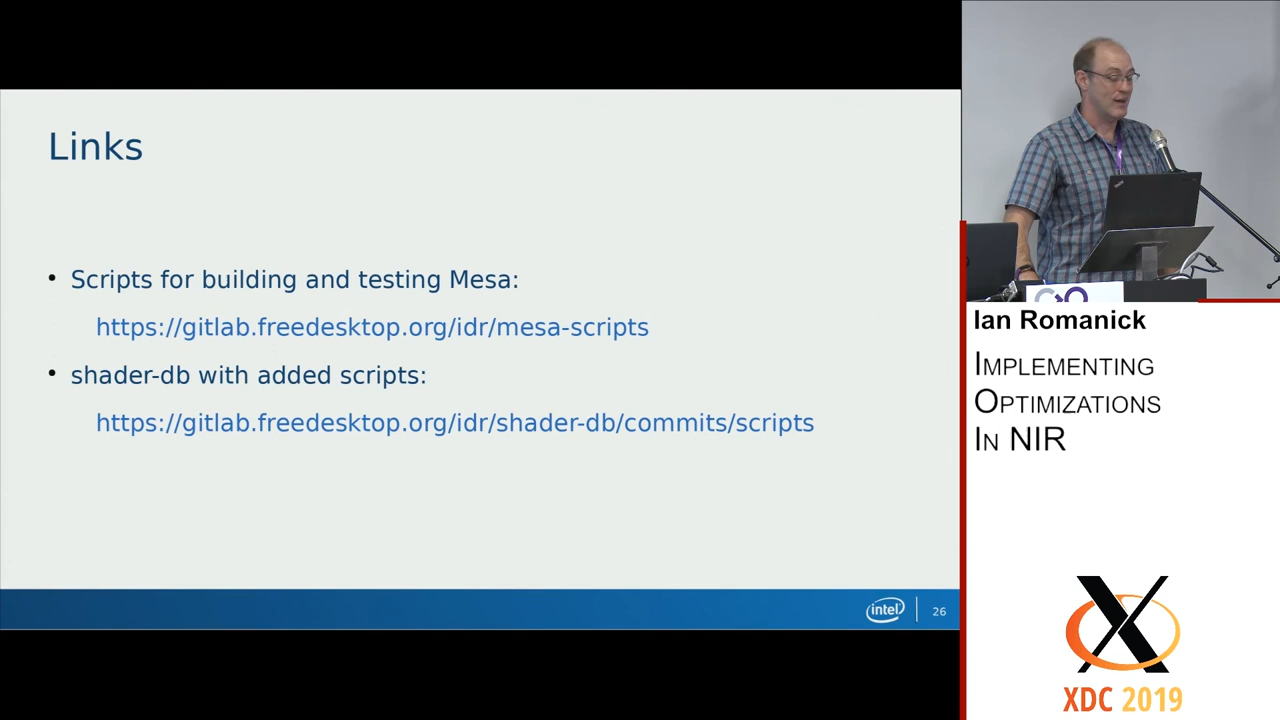 Links
• Scripts for building and testing Mesa:
https://gitlab.freedesktop.org/idr/mesa-scripts
• shader-db with added scripts:
https://gitlab.freedesktop.org/idr/shader-db/commits/scripts
intel
26
Ian Romanick
IMPLEMENTING
OPTIMIZATIONS
IN NIR
X
XDC 2019